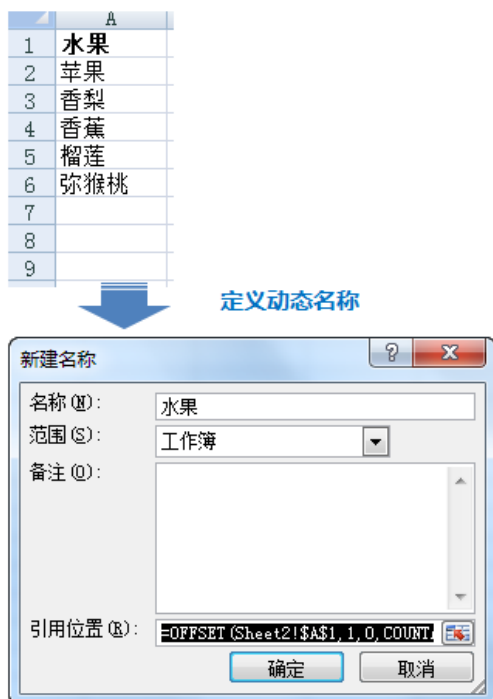 A
1 水果
2 苹果
3 香梨
4 香蕉
5 榴莲
6 弥猴桃
7
8
9
定义动态名称
新建名称
名称(N): 水果
范围(S): 工作簿
备注(O):
引用位置(R): =OFFSET(Sheet2!$A$1,1,0,COUNTA
确定 取消